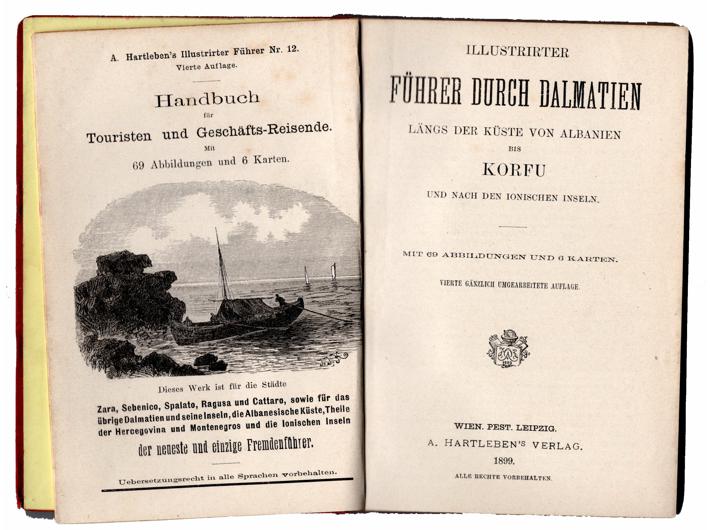 A. Hartleben's Illustrirter Führer Nr. 12.
Vierte Auflage.
Handbuch
für
Touristen und Geschäfts-Reisende.
Mit
69 Abbildungen und 6 Karten.
Dieses Werk ist für die Städte
Zara, Sebenico, Spalato, Ragusa und Cattaro, sowie für das
übrige Dalmatien und seine Inseln, die Albanesische Küste, Theile
der Hercegovina und Montenegros und die Ionischen Inseln
der neueste und einzige Fremdenführer.
Uebersetzungsrecht in alle Sprachen vorbehalten.
ILLUSTRIRTER
FÜHRER DURCH DALMATIEN
LÄNGS DER KÜSTE VON ALBANIEN
BIS
KORFU
UND NACH DEN IONISCHEN INSELN.
MIT 69 ABBILDUNGEN UND 6 KARTEN.
VIERTE GÄNZLICH UMGEARBEITETE AUFLAGE.
WIEN. PEST. LEIPZIG.
A. HARTLEBEN'S VERLAG.
1899.
ALLE RECHTE VORBEHALTEN.